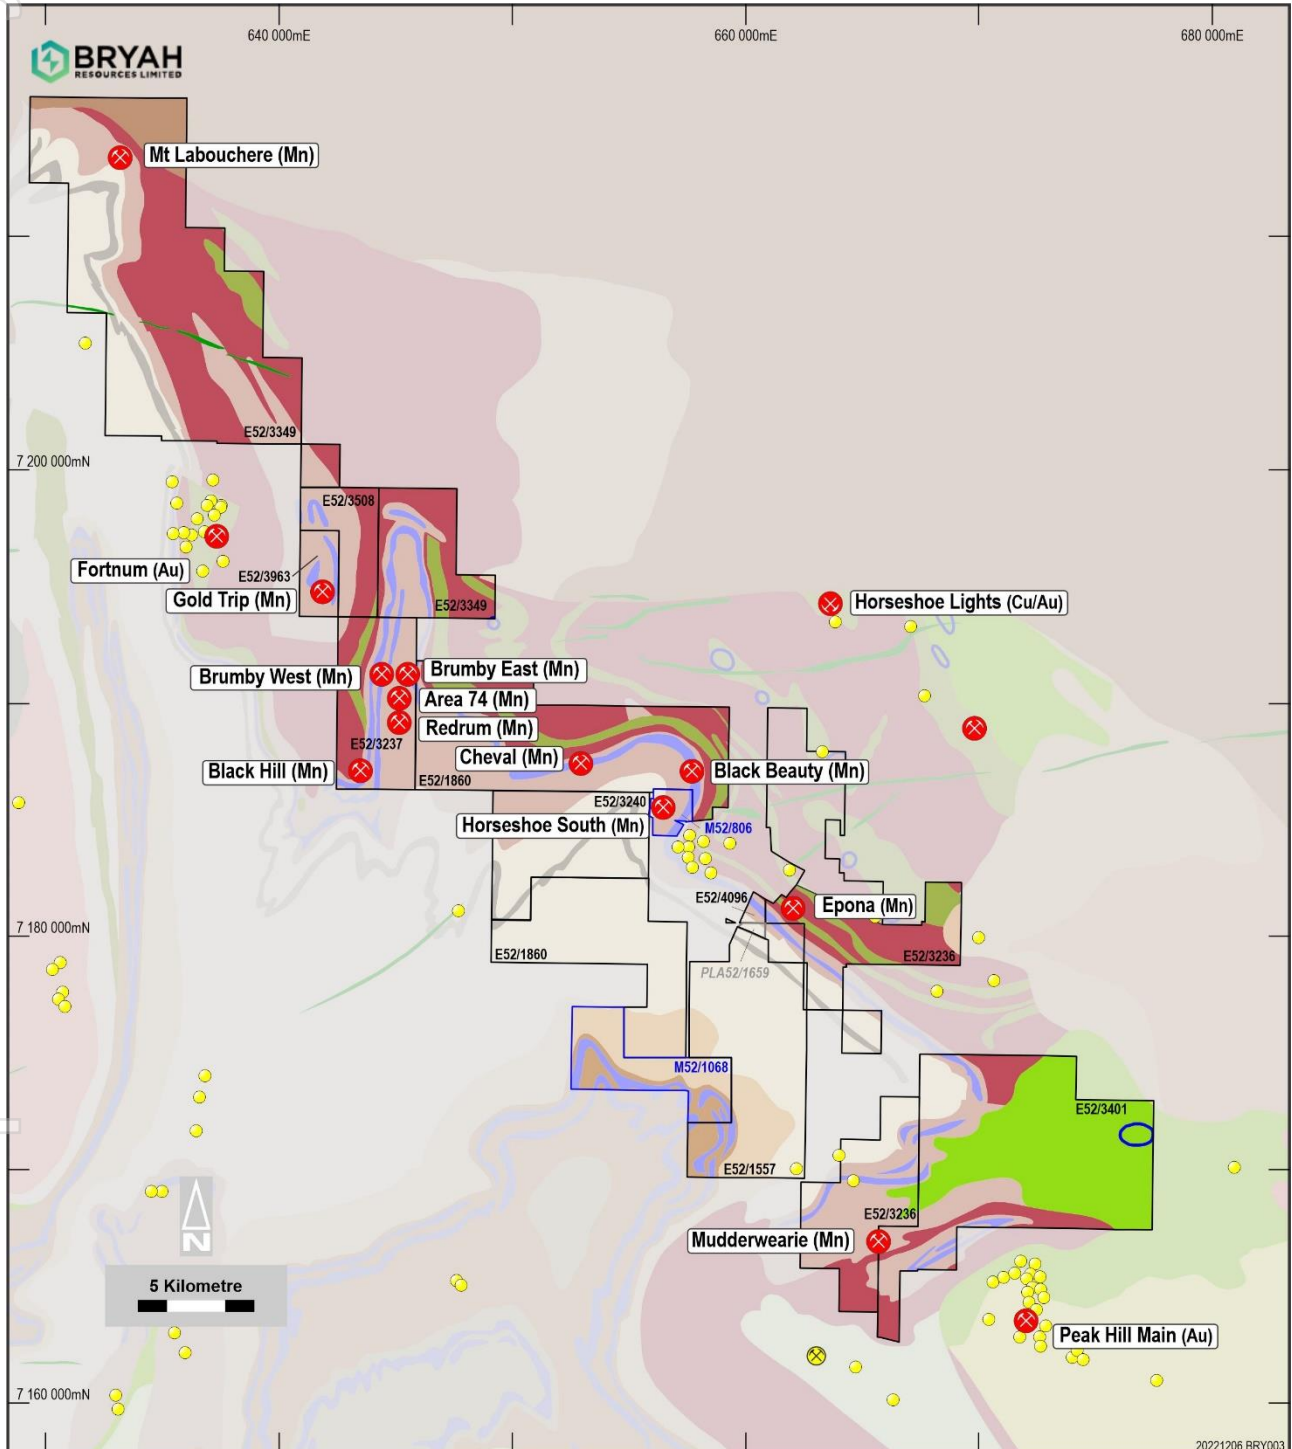 640 000mE
660 000mE
680 000mE
BRYAH
RESOURCES LIMITED
Mt Labouchere (Mn)
E52/3349
7 200 000mN
E52/3508
Fortnum (Au)
E52/3963
Gold Trip (Mn)
E52/3349
Horseshoe Lights (Cu/Au)
Brumby West (Mn)
Brumby East (Mn)
Area 74 (Mn)
Redrum (Mn)
E52/3237
Cheval (Mn)
Black Hill (Mn)
E52/1860
Black Beauty (Mn)
E52/3240
Horseshoe South (Mn)
M52/806
E52/4096
Epona (Mn)
7 180 000mN
E52/1860
E52/3236
PLA52/1659
M52/1068
E52/3401
E52/1557
E52/3236
Mudderwearie (Mn)
N
5 Kilometre
Peak Hill Main (Au)
7 160 000mN
20221206 BRY003